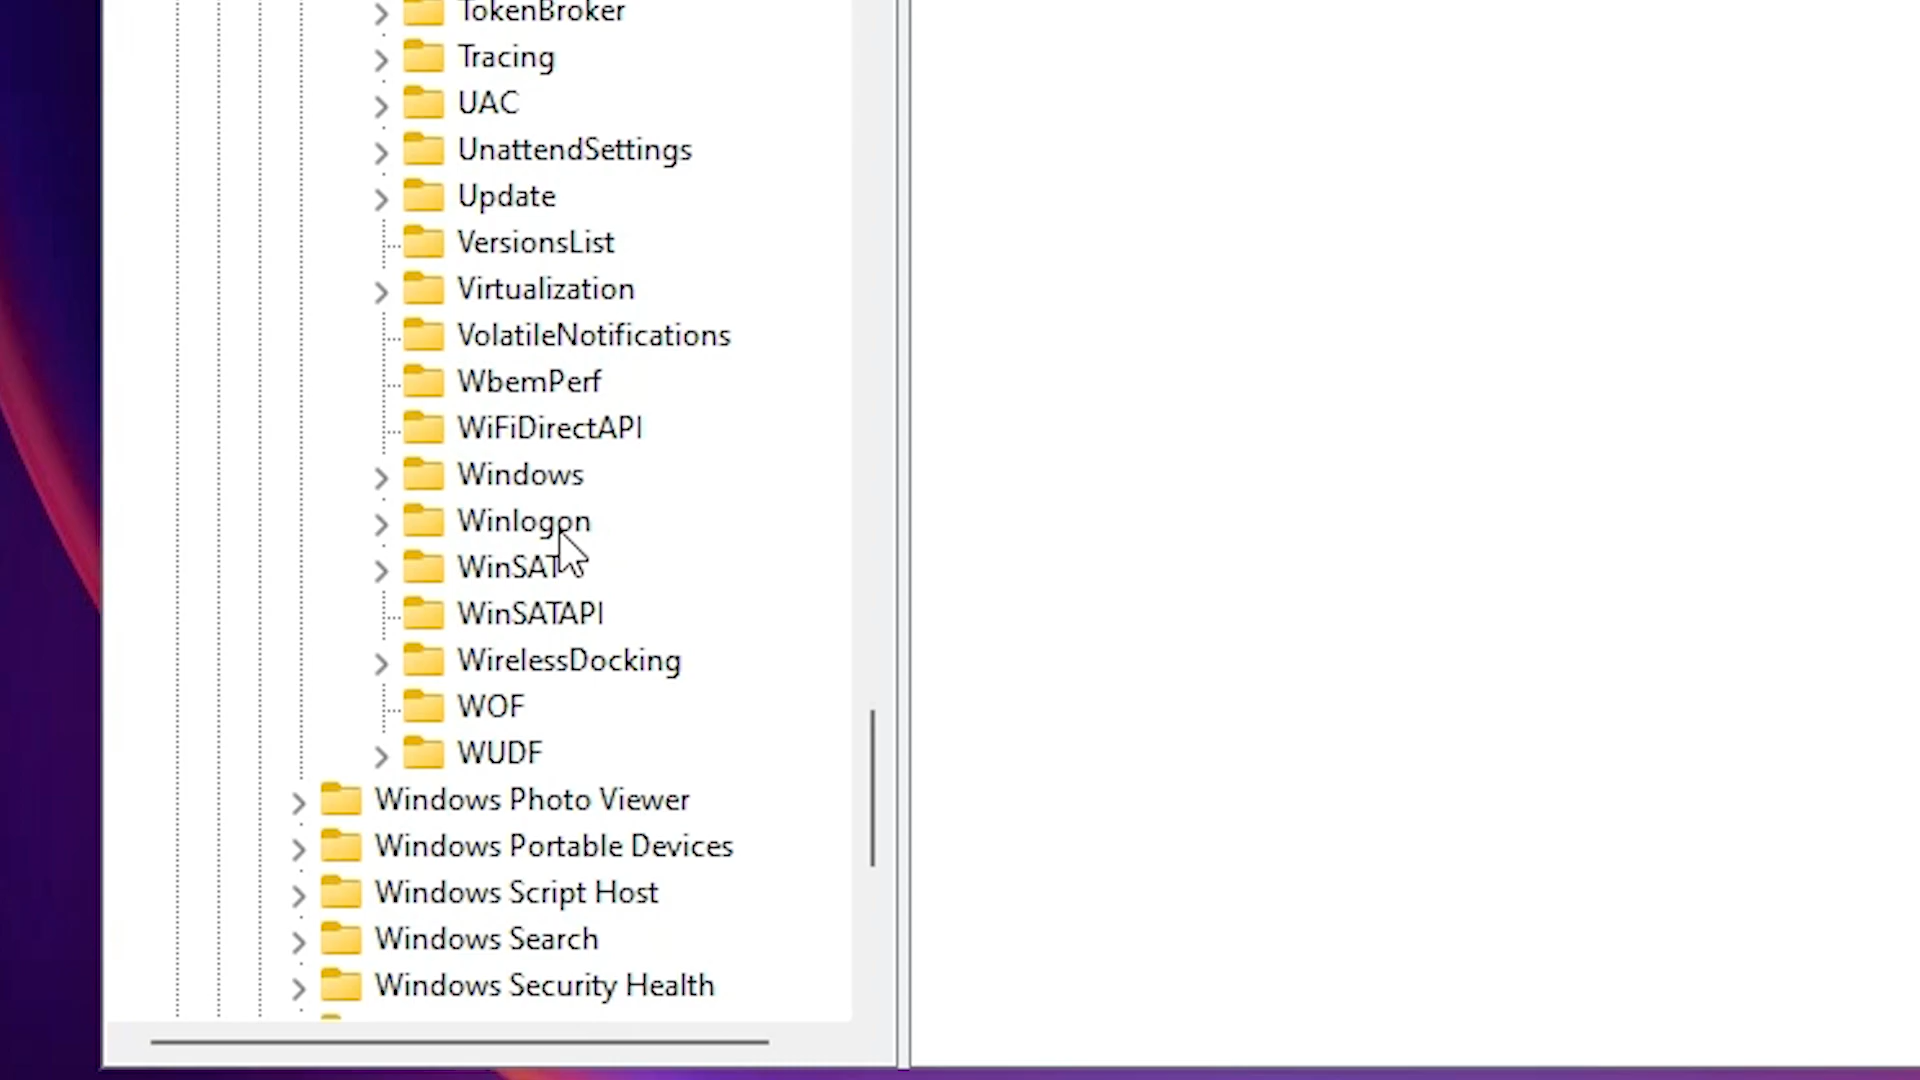 TokenBroker
Tracing
UAC
UnattendSettings
Update
VersionsList
Virtualization
VolatileNotifications
WbemPerf
WiFiDirectAPI
Windows
Winlogon
WinSAT
WinSATAPI
WirelessDocking
WOF
WUDF
Windows Photo Viewer
Windows Portable Devices
Windows Script Host
Windows Search
Windows Security Health